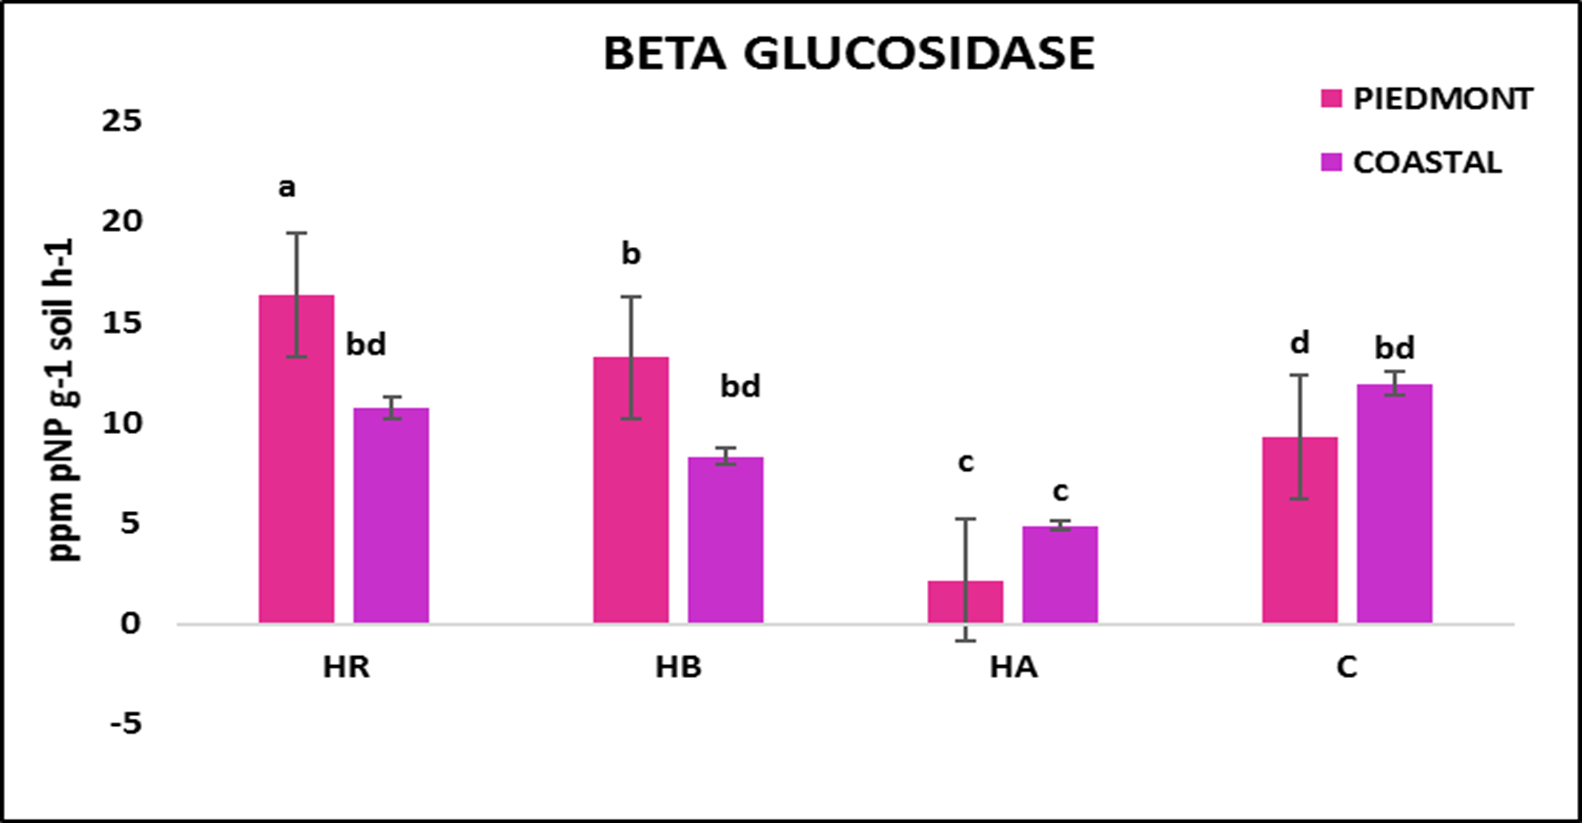 BETA GLUCOSIDASE
PIEDMONT
COASTAL
ppm pNP g-1 soil h-1
25
20
15
10
5
0
-5
a
bd
b
bd
c
c
d
bd
HR
HB
HA
C